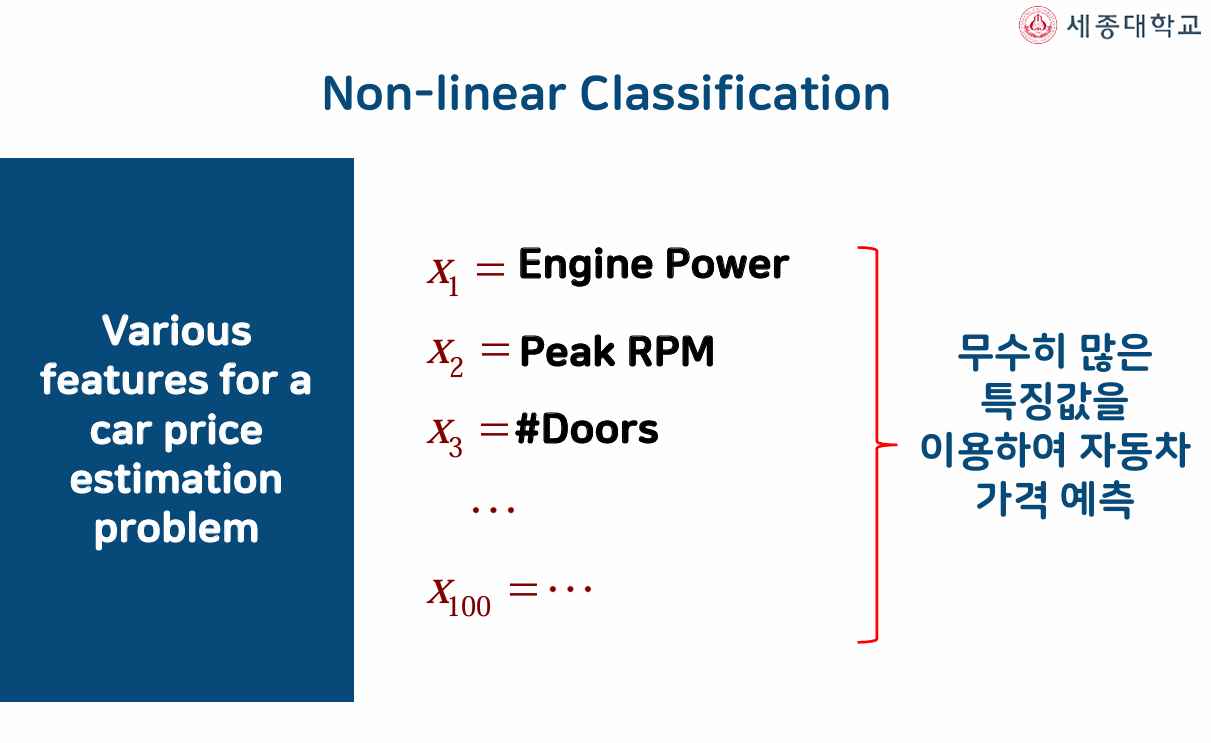 세종대학교
Non-linear Classification
Various
features for a
car price
estimation
problem
x₁ = Engine Power
x₂ = Peak RPM
x₃ = #Doors
⋯
x₁₀₀ = ⋯
무수히 많은
특징값을
이용하여 자동차
가격 예측